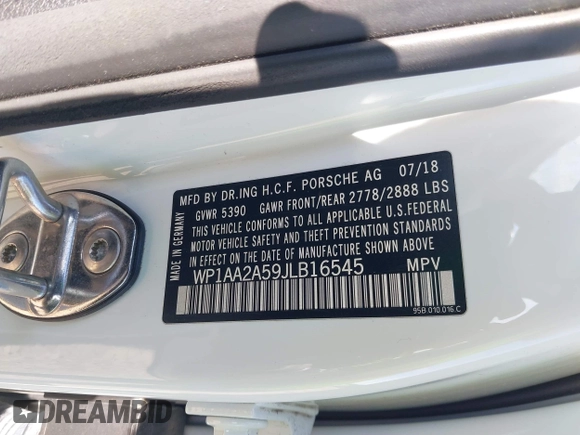 MFD BY DR.ING H.C.F. PORSCHE AG 07/18
GVWR 5390 GAWR FRONT/REAR 2778/2888 LBS
THIS VEHICLE CONFORMS TO ALL APPLICABLE U.S.FEDERAL
MOTOR VEHICLE SAFETY, BUMPER, AND THEFT PREVENTION STANDARDS
IN EFFECT ON THE DATE OF MANUFACTURE SHOWN ABOVE.
WP1AA2A59JLB16545 MPV
MADE IN GERMANY
95B.010.016.C
DREAMBID